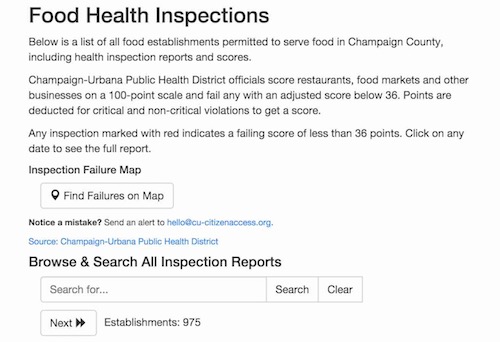 Food Health Inspections
Below is a list of all food establishments permitted to serve food in Champaign County,
including health inspection reports and scores.
Champaign-Urbana Public Health District officials score restaurants, food markets and other
businesses on a 100-point scale and fail any with an adjusted score below 36. Points are
deducted for critical and non-critical violations to get a score.
Any inspection marked with red indicates a failing score of less than 36 points. Click on any
date to see the full report.
Inspection Failure Map
Find Failures on Map
Notice a mistake? Send an alert to hello@cu-citizenaccess.org.
Source: Champaign-Urbana Public Health District
Browse & Search All Inspection Reports
Search for... Search Clear
Next Establishments: 975